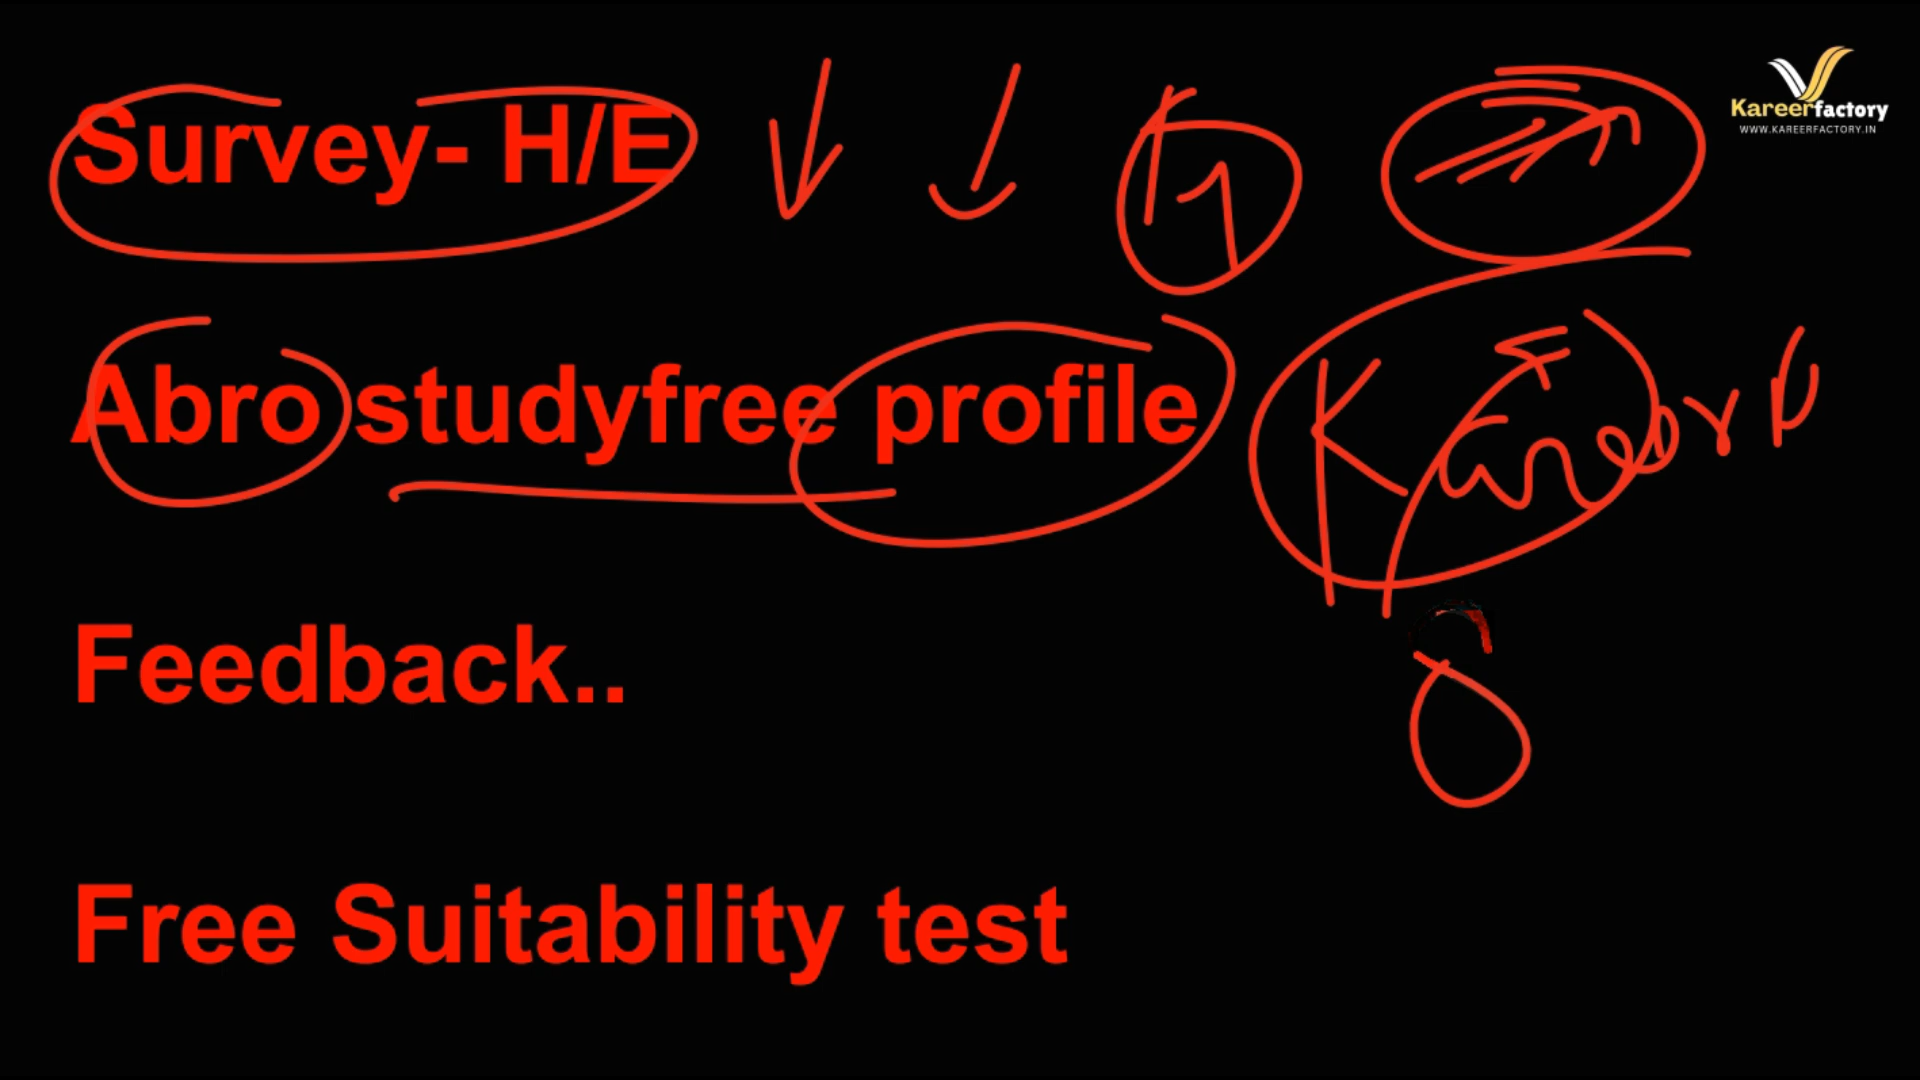 Survey- H/E
Kareerfactory
WWW.KAREERFACTORY.IN
Abro studyfree profile
Feedback..
Free Suitability test